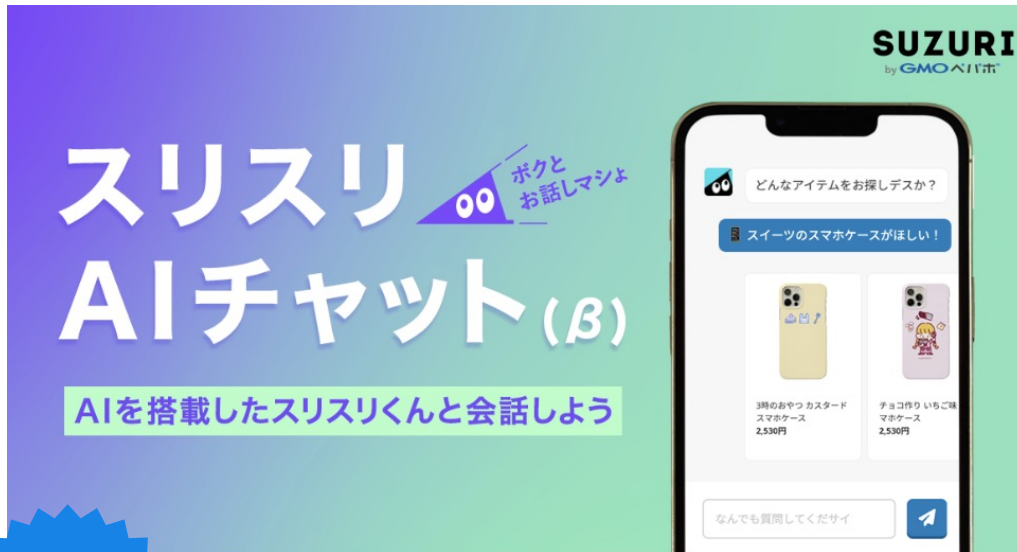 SUZURI
by GMOペパボ
スリスリ
ボクと
お話しマショ
AIチャット(β)
AIを搭載したスリスリくんと会話しよう
どんなアイテムをお探しデスか？
スイーツのスマホケースがほしい！
3時のおやつ カスタード
スマホケース
2,530円
チョコ作り いちご味
マホケース
2,530円
なんでも質問してくだサイ